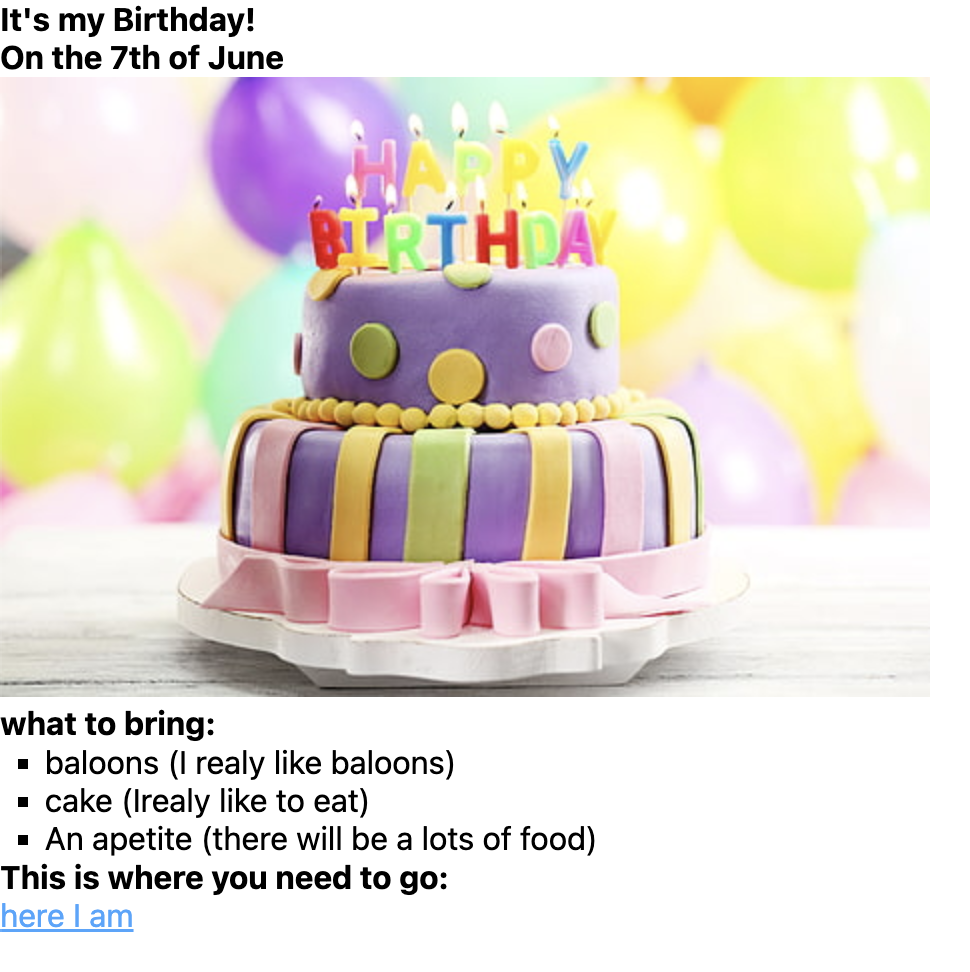 It's my Birthday!
On the 7th of June
HAPPY
BIRTHDAY
what to bring:
baloons (I realy like baloons)
cake (Irealy like to eat)
An apetite (there will be a lots of food)
This is where you need to go:
here I am